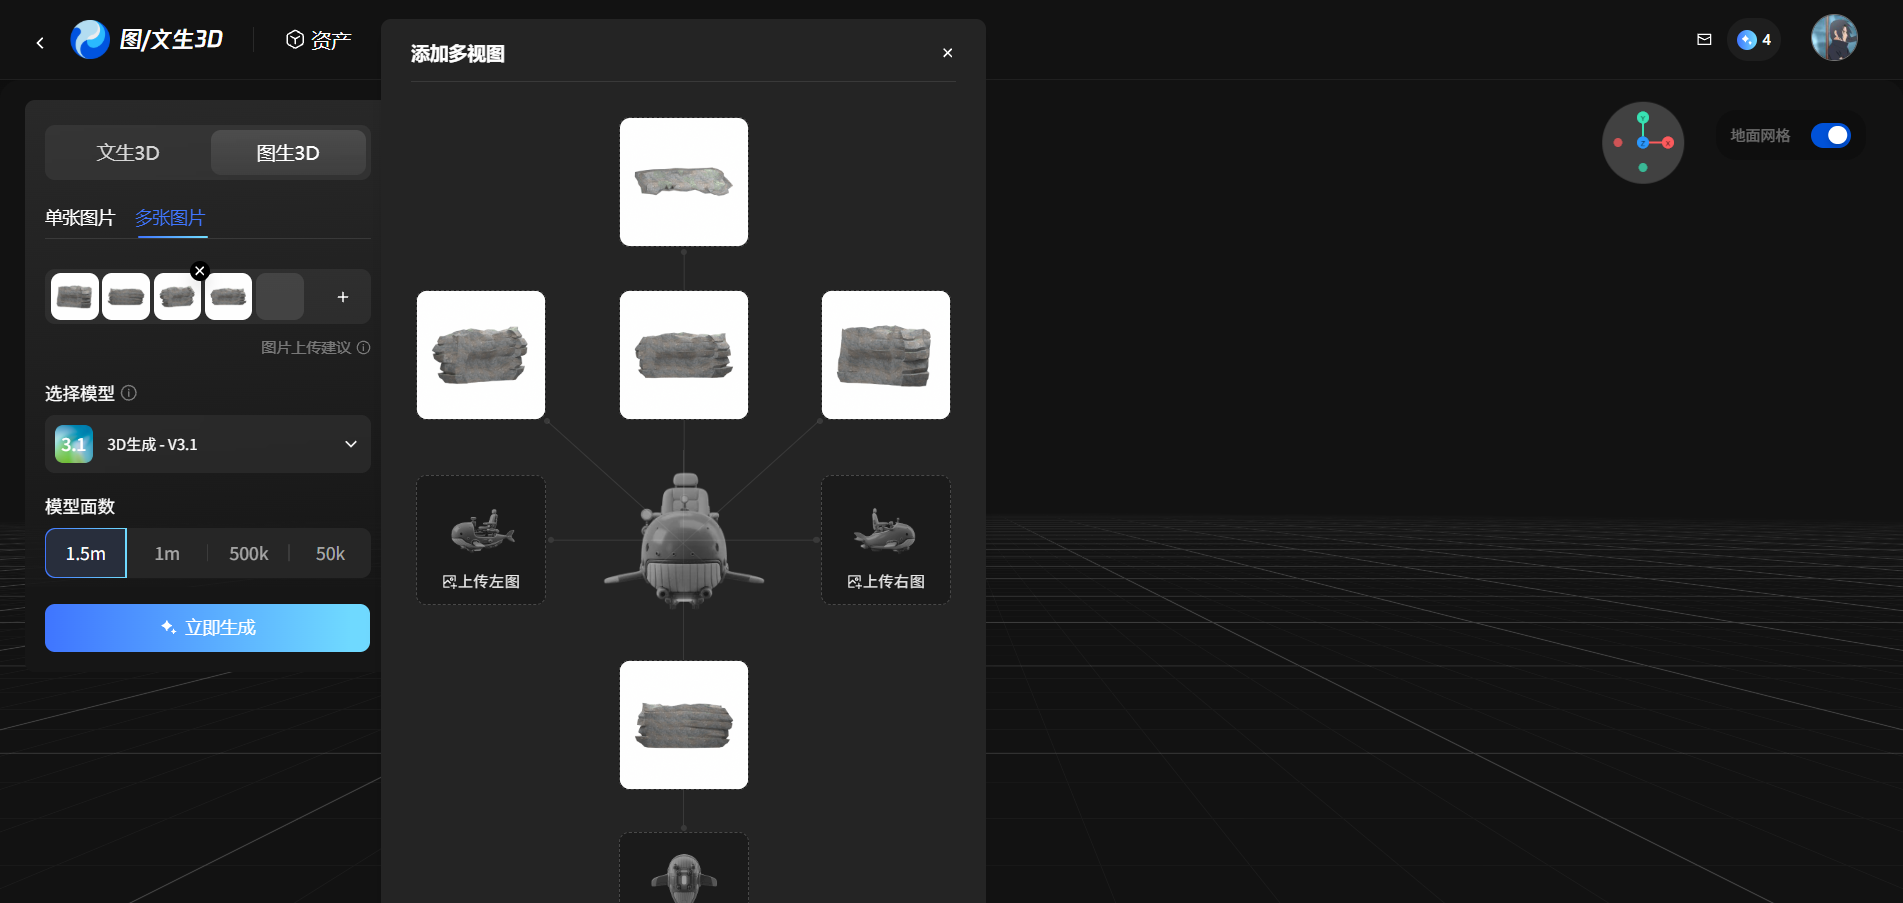 图/文生3D
资产
4
添加多视图
地面网格
Y
Z
X
文生3D
图生3D
单张图片
多张图片
图片上传建议
选择模型
3.1
3D生成 - V3.1
模型面数
1.5m
1m
500k
50k
立即生成
上传左图
上传右图